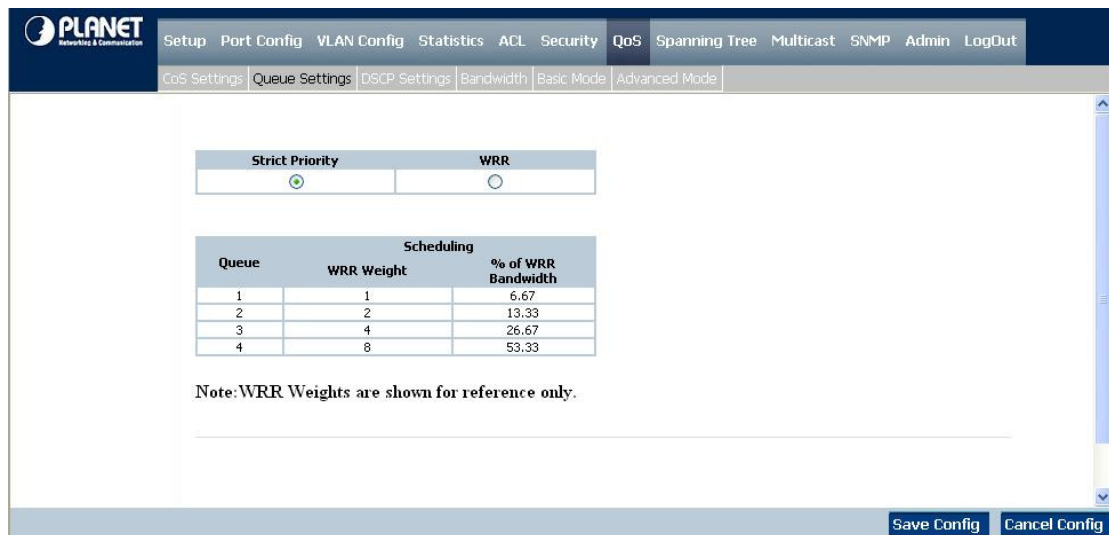 PLANET
Networking & Communication
Setup Port Config VLAN Config Statistics ACL Security QoS Spanning Tree Multicast SNMP Admin LogOut
CoS Settings Queue Settings DSCP Settings Bandwidth Basic Mode Advanced Mode
Strict Priority WRR
Scheduling
Queue WRR Weight % of WRR Bandwidth
1 1 6.67
2 2 13.33
3 4 26.67
4 8 53.33
Note:WRR Weights are shown for reference only.
Save Config Cancel Config